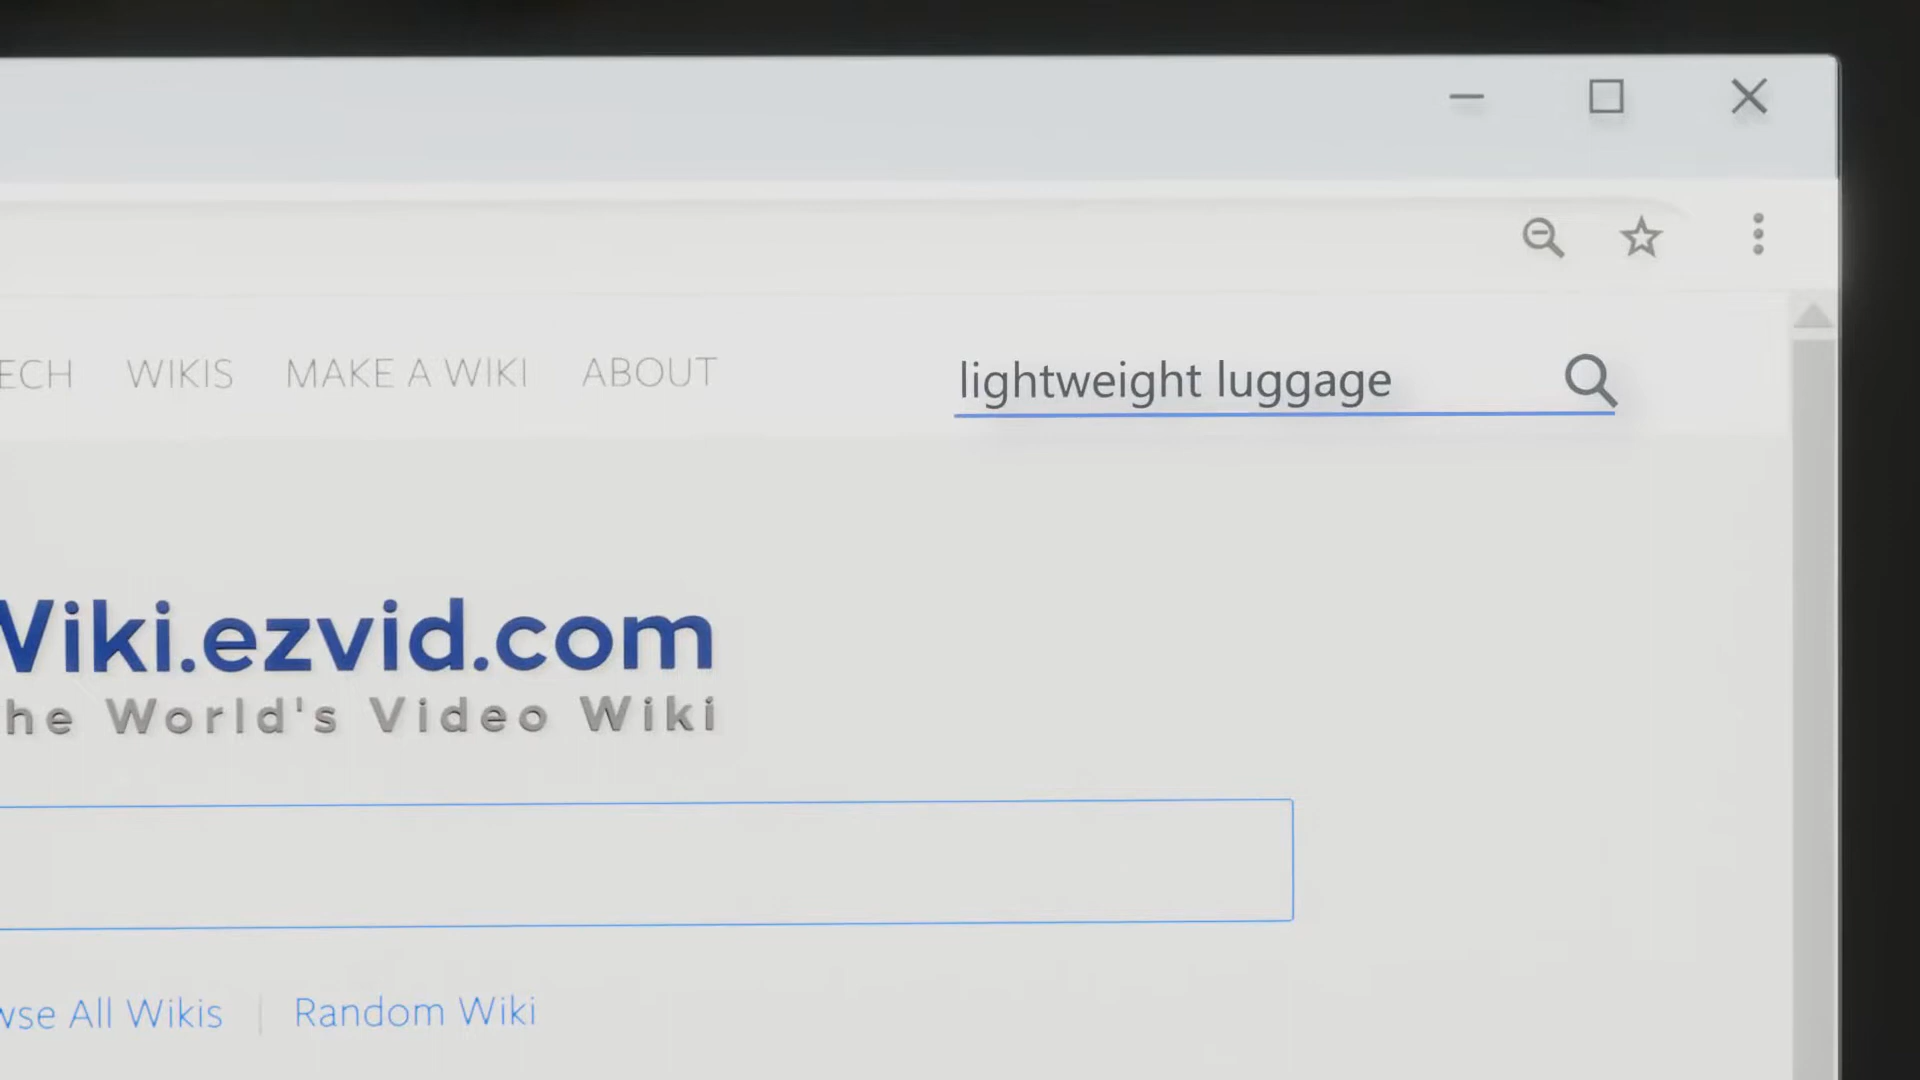 ECH WIKIS MAKE A WIKI ABOUT lightweight luggage
Wiki.ezvid.com
he World's Video Wiki
wse All Wikis | Random Wiki